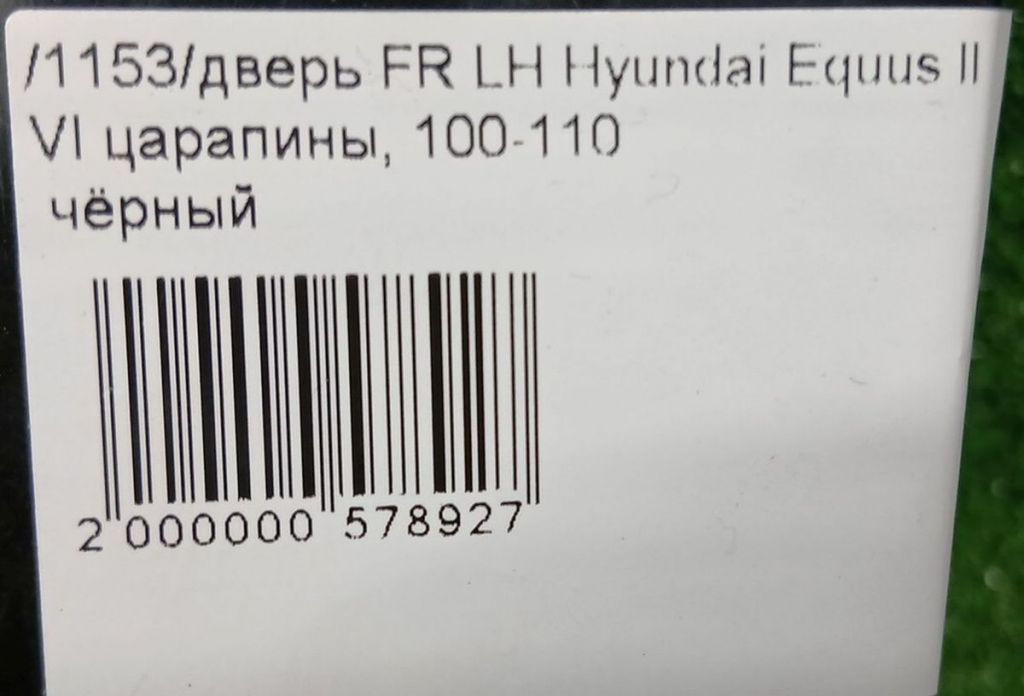 /1153/дверь FR LH Hyundai Equus II
VI царапины, 100-110
чёрный
2 000000 578927